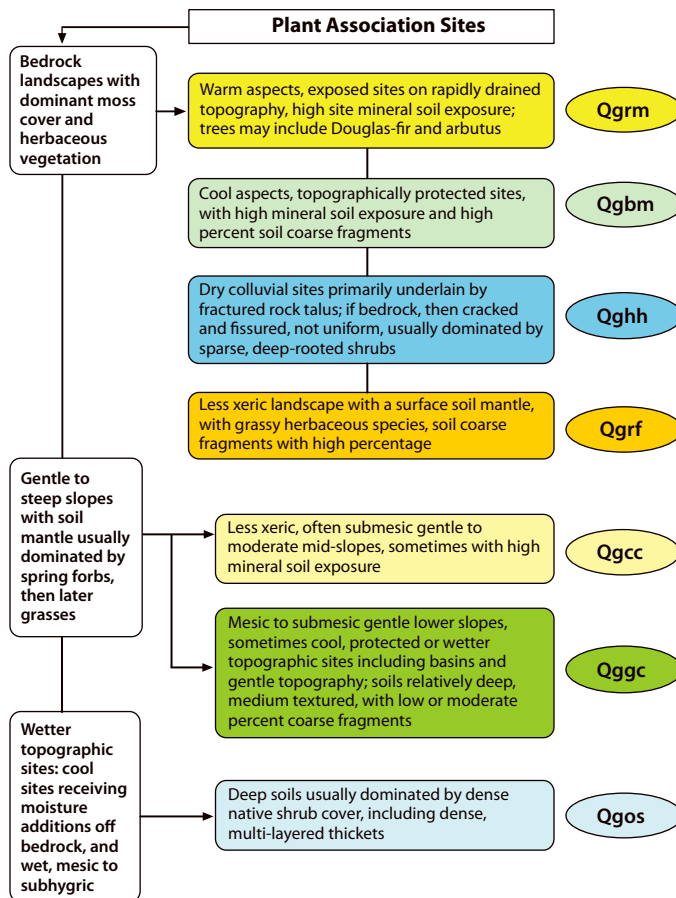 Plant Association Sites
Bedrock
landscapes with
dominant moss
cover and
herbaceous
vegetation
Warm aspects, exposed sites on rapidly drained
topography, high site mineral soil exposure;
trees may include Douglas-fir and arbutus
Qgrm
Cool aspects, topographically protected sites,
with high mineral soil exposure and high
percent soil coarse fragments
Qgbm
Dry colluvial sites primarily underlain by
fractured rock talus; if bedrock, then cracked
and fissured, not uniform, usually dominated by
sparse, deep-rooted shrubs
Qghh
Less xeric landscape with a surface soil mantle,
with grassy herbaceous species, soil coarse
fragments with high percentage
Qgrf
Gentle to
steep slopes
with soil
mantle usually
dominated by
spring forbs,
then later
grasses
Less xeric, often submesic gentle to
moderate mid-slopes, sometimes with high
mineral soil exposure
Qgcc
Mesic to submesic gentle lower slopes,
sometimes cool, protected or wetter
topographic sites including basins and
gentle topography; soils relatively deep,
medium textured, with low or moderate
percent coarse fragments
Qggc
Wetter
topographic
sites: cool
sites receiving
moisture
additions off
bedrock, and
wet, mesic to
subhygric
Deep soils usually dominated by dense
native shrub cover, including dense,
multi-layered thickets
Qgos